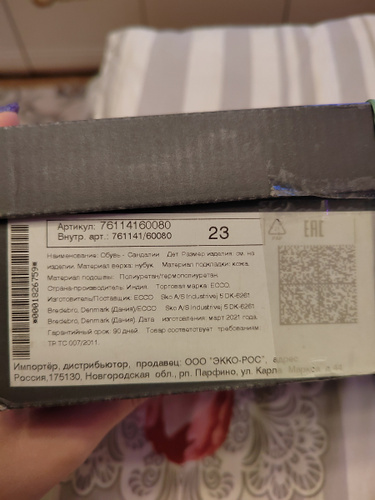 Артикул: 76114160080
Внутр. арт.: 761141/60080
23
EAC
Наименование: Обувь - Сандалии Дет. Размер изделия: см. на
изделии. Материал верха: нубук. Материал подкладки: кожа.
Материал подошвы: Полиуретан/термополиуретан.
Страна-производитель: Индия. Торговая марка: ECCO.
Изготовитель/Поставщик: ECCO Sko A/S Industrivej 5 DK-6261
Bredebro, Denmark (Дания)/ECCO Sko A/S Industrivej 5 DK-6261
Bredebro, Denmark (Дания). Дата изготовления: март 2021 года.
Гарантийный срок: 90 дней. Товар соответствует требованиям
ТР ТС 007/2011.
*0001826759*
Импортёр, дистрибьютор, продавец: ООО "ЭККО-РОС", адрес:
Россия,175130, Новгородская обл., рп. Парфино, ул. Карла Маркса